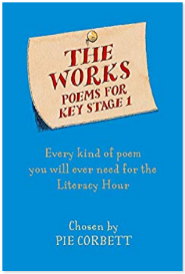 THE
WORKS
POEMS FOR
KEY STAGE 1
Every kind of poem
you will ever need for the
Literacy Hour
Chosen by
PIE CORBETT